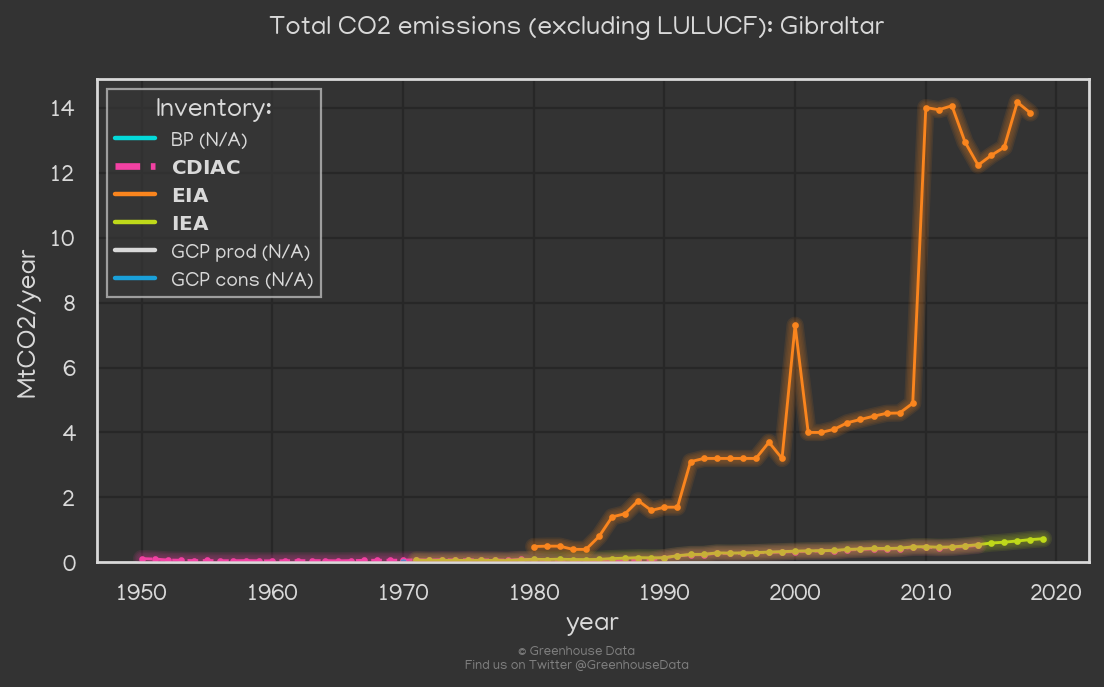 Total CO2 emissions (excluding LULUCF): Gibraltar
Inventory:
BP (N/A)
CDIAC
EIA
IEA
GCP prod (N/A)
GCP cons (N/A)
MtCO2/year
14
12
10
8
6
4
2
0
1950 1960 1970 1980 1990 2000 2010 2020
year
© Greenhouse Data
Find us on Twitter @GreenhouseData